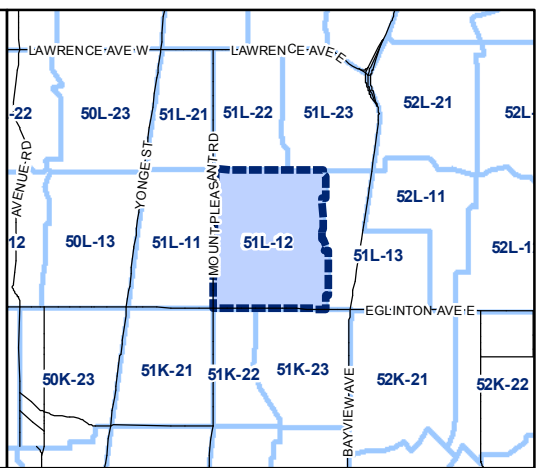 LAWRENCE AVE W
LAWRENCE AVE E
-22
50L-23
51L-21
51L-22
51L-23
52L-21
52L-
AVENUE RD
YONGE ST
MOUNT PLEASANT RD
52L-11
12
50L-13
51L-11
51L-12
51L-13
52L-1
EGLINTON AVE E
50K-23
51K-21
51K-22
51K-23
52K-21
52K-22
BAYVIEW AVE